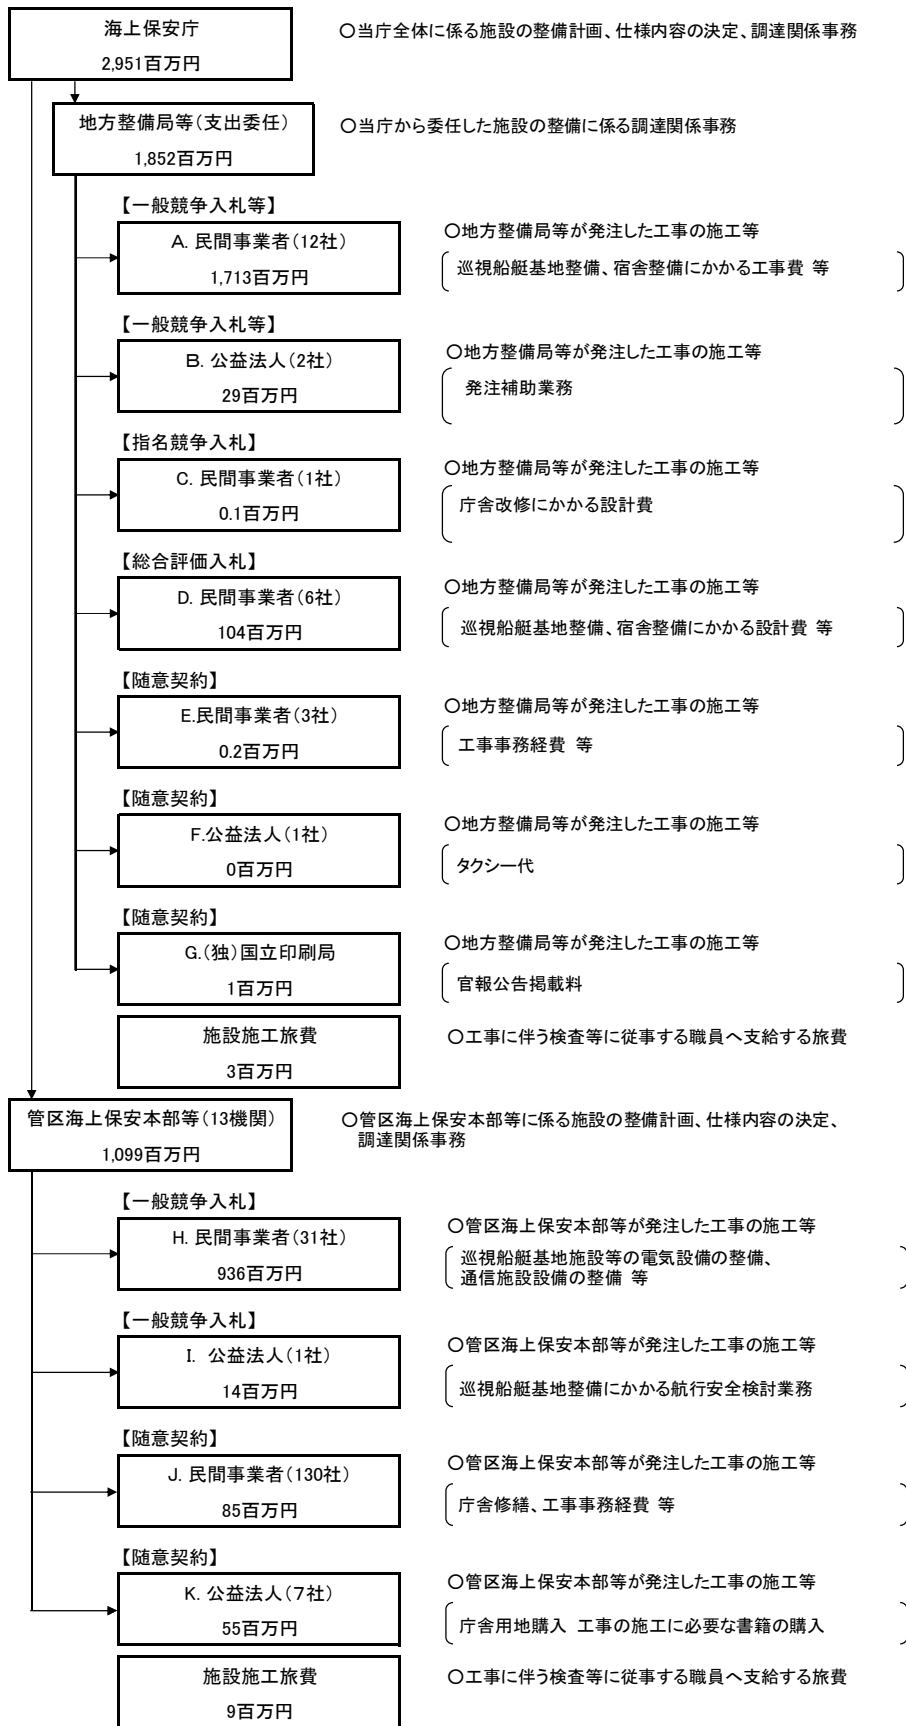 海上保安庁
2,951百万円
○当庁全体に係る施設の整備計画、仕様内容の決定、調達関係事務
地方整備局等(支出委任)
1,852百万円
○当庁から委任した施設の整備に係る調達関係事務
【一般競争入札等】
A. 民間事業者(12社)
1,713百万円
○地方整備局等が発注した工事の施工等
巡視船艇基地整備、宿舎整備にかかる工事費 等
【一般競争入札等】
B. 公益法人(2社)
29百万円
○地方整備局等が発注した工事の施工等
発注補助業務
【指名競争入札】
C. 民間事業者(1社)
0.1百万円
○地方整備局等が発注した工事の施工等
庁舎改修にかかる設計費
【総合評価入札】
D. 民間事業者(6社)
104百万円
○地方整備局等が発注した工事の施工等
巡視船艇基地整備、宿舎整備にかかる設計費 等
【随意契約】
E.民間事業者(3社)
0.2百万円
○地方整備局等が発注した工事の施工等
工事事務経費 等
【随意契約】
F.公益法人(1社)
0百万円
○地方整備局等が発注した工事の施工等
タクシー代
【随意契約】
G.(独)国立印刷局
1百万円
○地方整備局等が発注した工事の施工等
官報公告掲載料
施設施工旅費
3百万円
○工事に伴う検査等に従事する職員へ支給する旅費
管区海上保安本部等(13機関)
1,099百万円
○管区海上保安本部等に係る施設の整備計画、仕様内容の決定、
調達関係事務
【一般競争入札】
H. 民間事業者(31社)
936百万円
○管区海上保安本部等が発注した工事の施工等
巡視船艇基地施設等の電気設備の整備、
通信施設設備の整備 等
【一般競争入札】
I. 公益法人(1社)
14百万円
○管区海上保安本部等が発注した工事の施工等
巡視船艇基地整備にかかる航行安全検討業務
【随意契約】
J. 民間事業者(130社)
85百万円
○管区海上保安本部等が発注した工事の施工等
庁舎修繕、工事事務経費 等
【随意契約】
K. 公益法人(7社)
55百万円
○管区海上保安本部等が発注した工事の施工等
庁舎用地購入 工事の施工に必要な書籍の購入
施設施工旅費
9百万円
○工事に伴う検査等に従事する職員へ支給する旅費